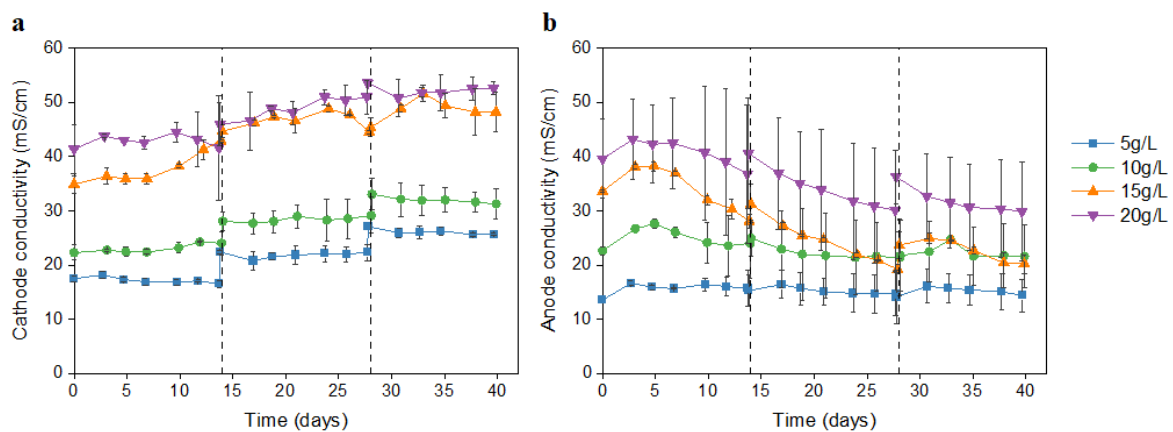 a
60
50
40
30
20
10
0
Cathode conductivity (mS/cm)
0 5 10 15 20 25 30 35 40
Time (days)
b
60
50
40
30
20
10
0
Anode conductivity (mS/cm)
0 5 10 15 20 25 30 35 40
Time (days)
5g/L
10g/L
15g/L
20g/L